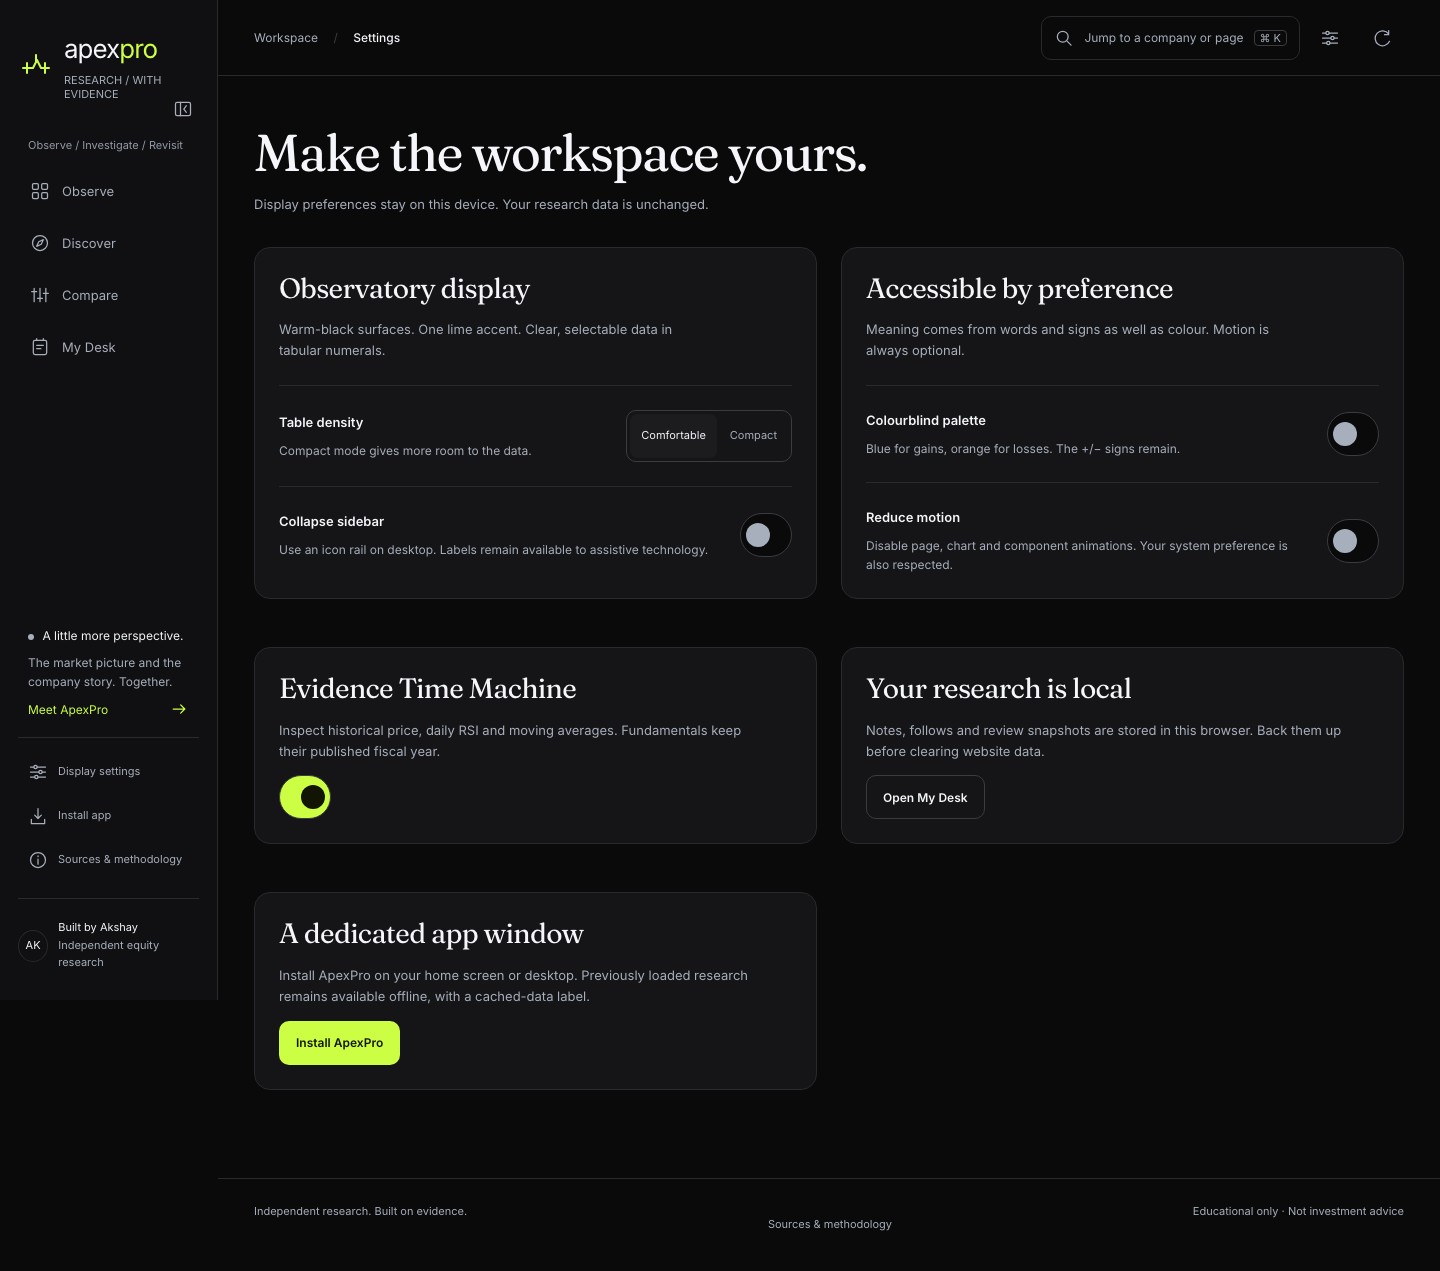 apexpro
RESEARCH / WITH
EVIDENCE
Observe / Investigate / Revisit
Observe
Discover
Compare
My Desk
A little more perspective.
The market picture and the
company story. Together.
Meet ApexPro
Display settings
Install app
Sources & methodology
AK
Built by Akshay
Independent equity
research
Workspace / Settings
Jump to a company or page ⌘ K
Make the workspace yours.
Display preferences stay on this device. Your research data is unchanged.
Observatory display
Warm-black surfaces. One lime accent. Clear, selectable data in
tabular numerals.
Table density
Compact mode gives more room to the data.
Comfortable Compact
Collapse sidebar
Use an icon rail on desktop. Labels remain available to assistive technology.
Accessible by preference
Meaning comes from words and signs as well as colour. Motion is
always optional.
Colourblind palette
Blue for gains, orange for losses. The +/− signs remain.
Reduce motion
Disable page, chart and component animations. Your system preference is
also respected.
Evidence Time Machine
Inspect historical price, daily RSI and moving averages. Fundamentals keep
their published fiscal year.
Your research is local
Notes, follows and review snapshots are stored in this browser. Back them up
before clearing website data.
Open My Desk
A dedicated app window
Install ApexPro on your home screen or desktop. Previously loaded research
remains available offline, with a cached-data label.
Install ApexPro
Independent research. Built on evidence.
Sources & methodology
Educational only · Not investment advice